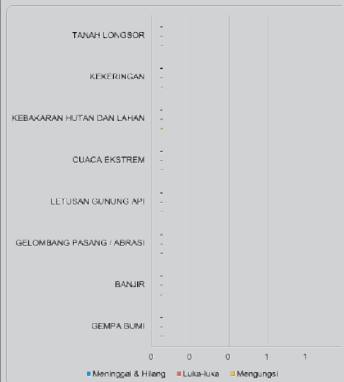 TANAH LONGSOR
-
-
-
KEKERINGAN
-
-
-
KEBAKARAN HUTAN DAN LAHAN
-
-
-
CUACA EKSTREM
-
-
-
LETUSAN GUNUNG API
-
-
-
GELOMBANG PASANG / ABRASI
-
-
-
BANJIR
-
-
-
GEMPA BUMI
-
-
-
0 0 0 1 1
Meninggal & Hilang Luka-luka Mengungsi